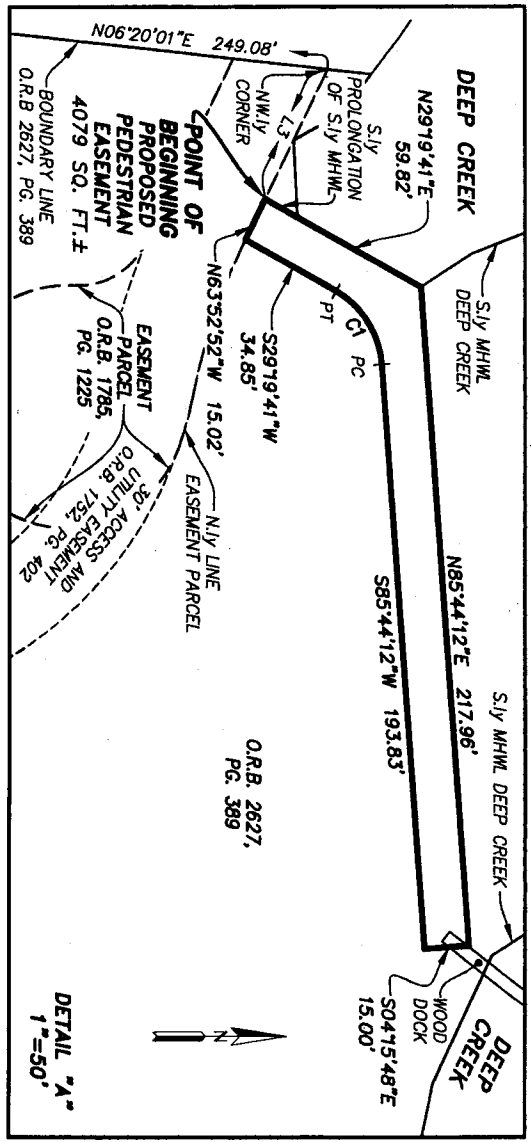 DEEP CREEK
N29°19'41"E
59.82'
S.ly MHWL
DEEP CREEK
N85°44'12"E 217.96'
S.ly MHWL DEEP CREEK
DEEP
CREEK
WOOD
DOCK
S04°15'48"E
15.00'
S85°44'12"W 193.83'
PC
C1
PT
S29°19'41"W
34.85'
N63°52'52"W 15.02'
S.ly
PROLONGATION
OF S.ly MHWL
L3
NW.ly
CORNER
N06°20'01"E 249.08'
POINT OF
BEGINNING
PROPOSED
PEDESTRIAN
EASEMENT
4079 SQ. FT.±
BOUNDARY LINE
O.R.B 2627, PG. 389
N.ly LINE
EASEMENT PARCEL
EASEMENT
PARCEL
O.R.B. 1785,
PG. 1225
30' ACCESS AND
UTILITY EASEMENT
O.R.B. 1752, PG. 402
O.R.B. 2627,
PG. 389
N
DETAIL "A"
1"=50'